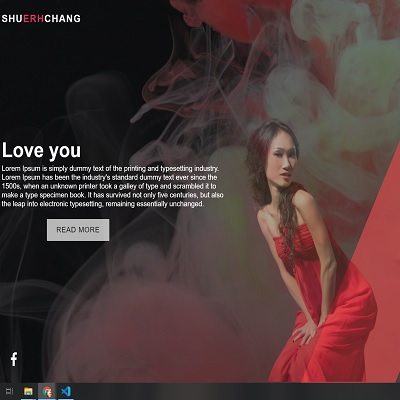 SHUERHCHANG
Love you
Lorem Ipsum is simply dummy text of the printing and typesetting industry.
Lorem Ipsum has been the industry's standard dummy text ever since the
1500s, when an unknown printer took a galley of type and scrambled it to
make a type specimen book. It has survived not only five centuries, but also
the leap into electronic typesetting, remaining essentially unchanged.
READ MORE
f